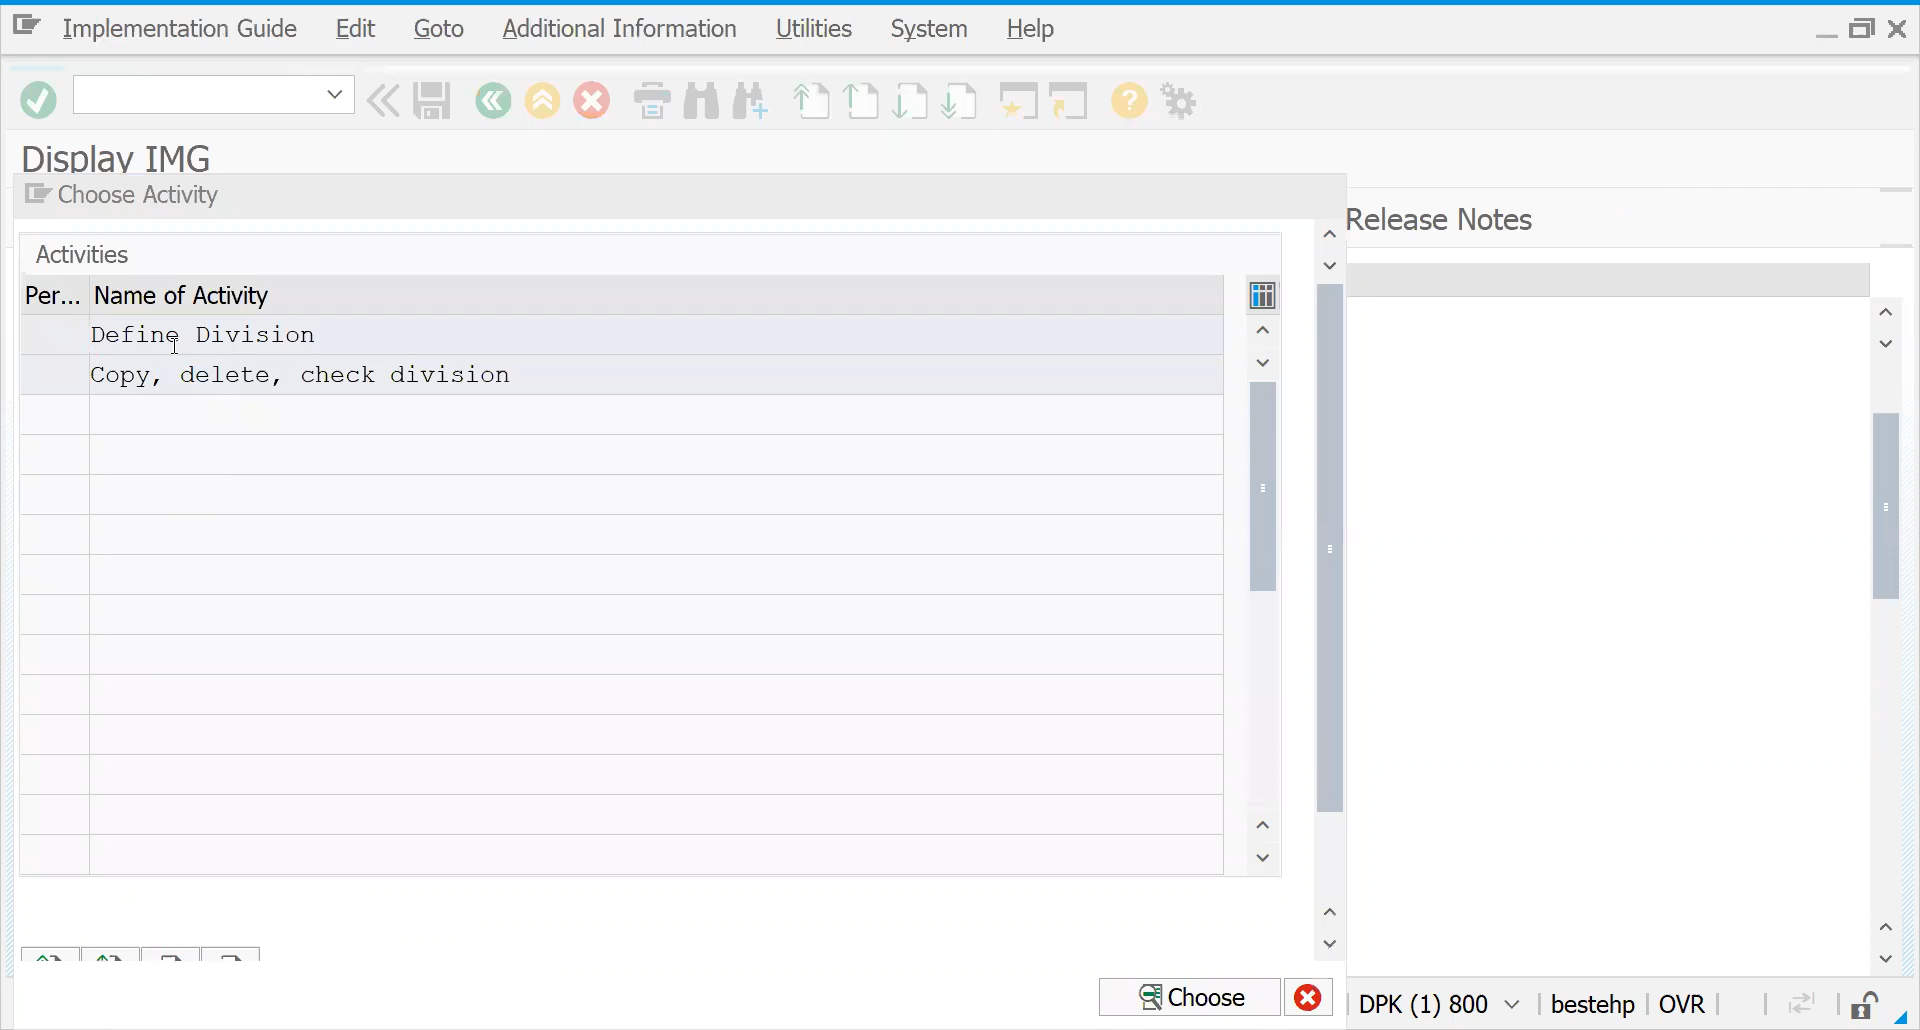 Implementation Guide Edit Goto Additional Information Utilities System Help
Display IMG
Choose Activity
Release Notes
Activities
Per... Name of Activity
Define Division
Copy, delete, check division
Choose
DPK (1) 800 bestehp OVR